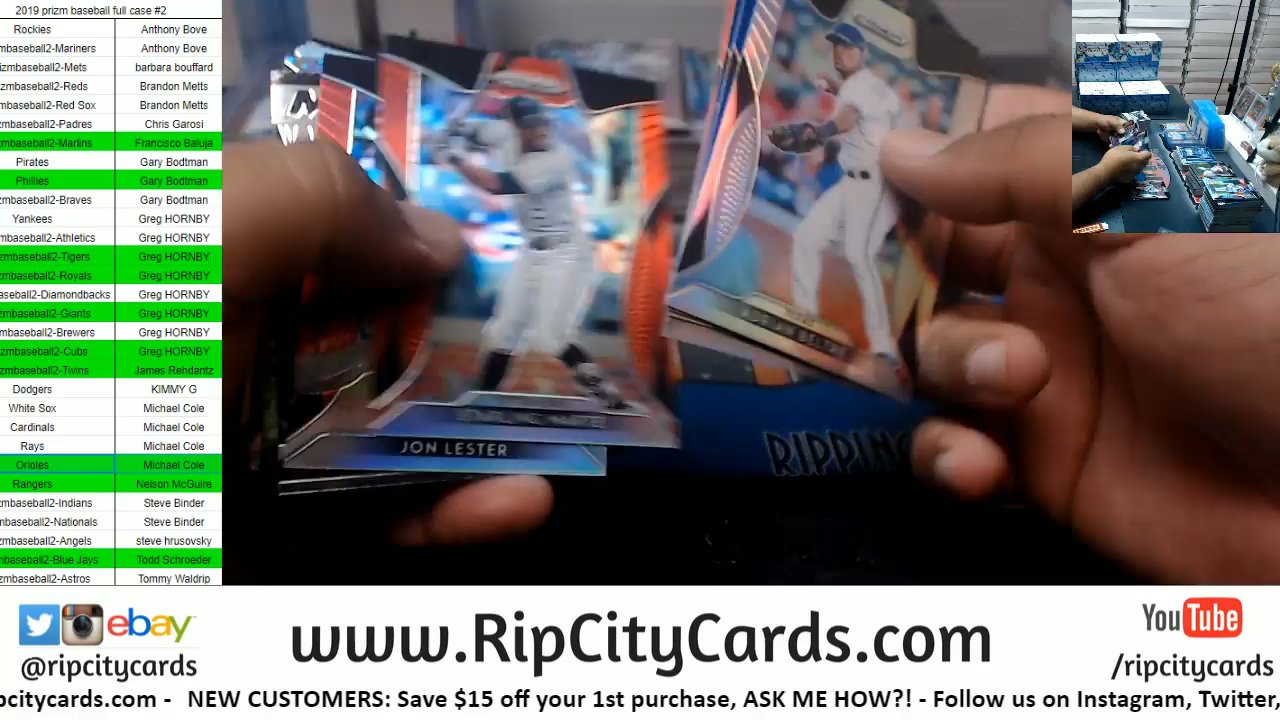 2019 prizm baseball full case #2
Rockies Anthony Bove
mbaseball2-Mariners Anthony Bove
izmbaseball2-Mets barbara bouffard
zmbaseball2-Reds Brandon Metts
mbaseball2-Red Sox Brandon Metts
zmbaseball2-Padres Chris Garosi
zmbaseball2-Marlins Francisco Baluja
Pirates Gary Bodtman
Phillies Gary Bodtman
zmbaseball2-Braves Gary Bodtman
Yankees Greg HORNBY
mbaseball2-Athletics Greg HORNBY
zmbaseball2-Tigers Greg HORNBY
zmbaseball2-Royals Greg HORNBY
aseball2-Diamondbacks Greg HORNBY
zmbaseball2-Giants Greg HORNBY
mbaseball2-Brewers Greg HORNBY
zmbaseball2-Cubs Greg HORNBY
zmbaseball2-Twins James Rehdantz
Dodgers KIMMY G
White Sox Michael Cole
Cardinals Michael Cole
Rays Michael Cole
Orioles Michael Cole
Rangers Nelson McGuire
zmbaseball2-Indians Steve Binder
mbaseball2-Nationals Steve Binder
zmbaseball2-Angels steve hrusovsky
mbaseball2-Blue Jays Todd Schroeder
zmbaseball2-Astros Tommy Waldrip
JON LESTER
RIPPING
ebay
@ripcitycards
www.RipCityCards.com
YouTube
/ripcitycards
pcitycards.com - NEW CUSTOMERS: Save $15 off your 1st purchase, ASK ME HOW?! - Follow us on Instagram, Twitter,